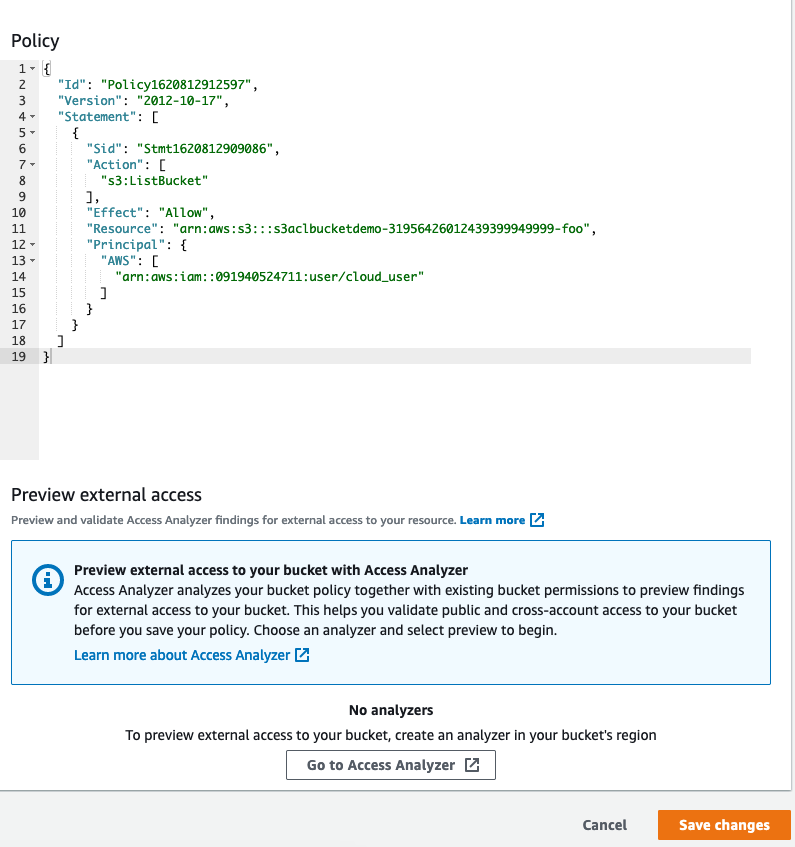 Policy
1 {
2 "Id": "Policy1620812912597",
3 "Version": "2012-10-17",
4 "Statement": [
5 {
6 "Sid": "Stmt1620812909086",
7 "Action": [
8 "s3:ListBucket"
9 ],
10 "Effect": "Allow",
11 "Resource": "arn:aws:s3:::s3aclbucketdemo-31956426012439399949999-foo",
12 "Principal": {
13 "AWS": [
14 "arn:aws:iam::091940524711:user/cloud_user"
15 ]
16 }
17 }
18 ]
19 }
Preview external access
Preview and validate Access Analyzer findings for external access to your resource. Learn more
Preview external access to your bucket with Access Analyzer
Access Analyzer analyzes your bucket policy together with existing bucket permissions to preview findings
for external access to your bucket. This helps you validate public and cross-account access to your bucket
before you save your policy. Choose an analyzer and select preview to begin.
Learn more about Access Analyzer
No analyzers
To preview external access to your bucket, create an analyzer in your bucket's region
Go to Access Analyzer
Cancel
Save changes